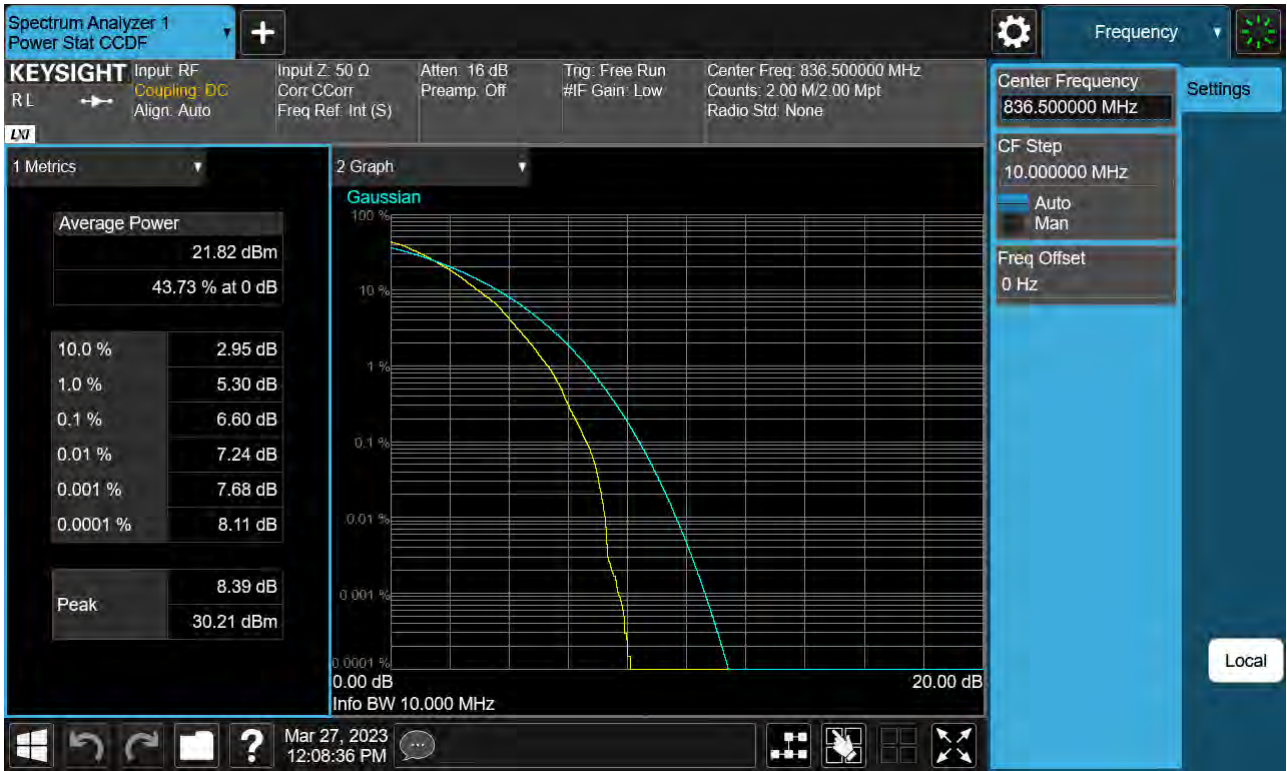 Spectrum Analyzer 1
Power Stat CCDF
+
Frequency
KEYSIGHT
RL
LXI
Input: RF
Coupling: DC
Align: Auto
Input Z: 50 Ω
Corr CCorr
Freq Ref: Int (S)
Atten: 16 dB
Preamp: Off
Trig: Free Run
#IF Gain: Low
Center Freq: 836.500000 MHz
Counts: 2.00 M/2.00 Mpt
Radio Std: None
Center Frequency
836.500000 MHz
Settings
CF Step
10.000000 MHz
Auto
Man
Freq Offset
0 Hz
Local
1 Metrics
Average Power
21.82 dBm
43.73 % at 0 dB
10.0 % 2.95 dB
1.0 % 5.30 dB
0.1 % 6.60 dB
0.01 % 7.24 dB
0.001 % 7.68 dB
0.0001 % 8.11 dB
Peak
8.39 dB
30.21 dBm
2 Graph
Gaussian
100 %
10 %
1 %
0.1 %
0.01 %
0.001 %
0.0001 %
0.00 dB 20.00 dB
Info BW 10.000 MHz
?
Mar 27, 2023
12:08:36 PM